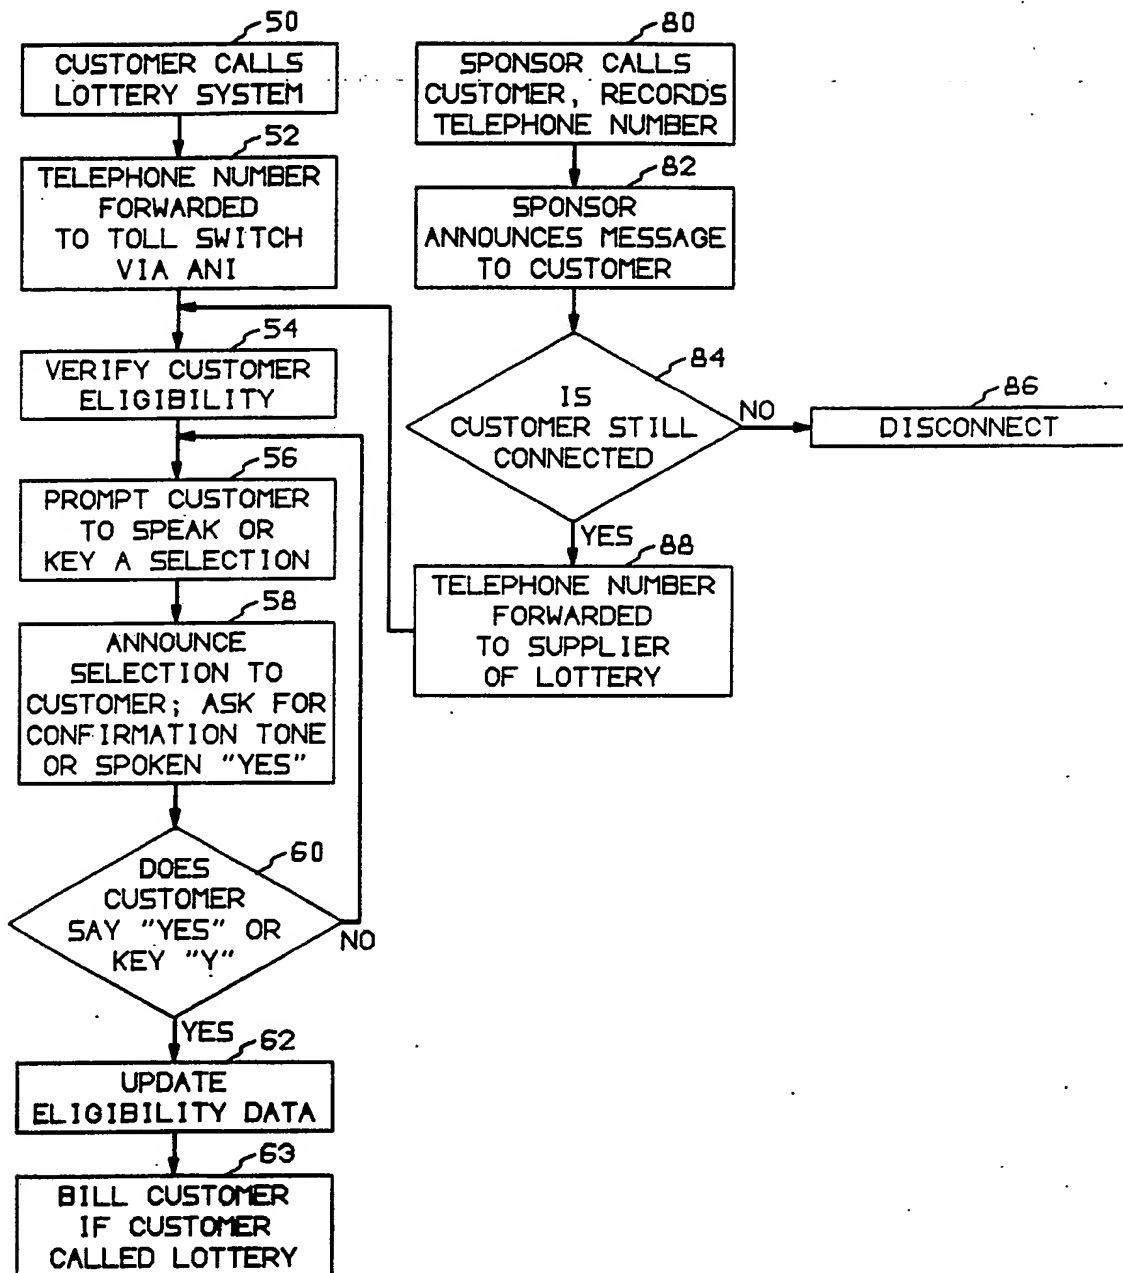 50
CUSTOMER CALLS
LOTTERY SYSTEM
52
TELEPHONE NUMBER
FORWARDED
TO TOLL SWITCH
VIA ANI
54
VERIFY CUSTOMER
ELIGIBILITY
56
PROMPT CUSTOMER
TO SPEAK OR
KEY A SELECTION
58
ANNOUNCE
SELECTION TO
CUSTOMER; ASK FOR
CONFIRMATION TONE
OR SPOKEN "YES"
60
DOES
CUSTOMER
SAY "YES" OR
KEY "Y"
NO
YES
62
UPDATE
ELIGIBILITY DATA
63
BILL CUSTOMER
IF CUSTOMER
CALLED LOTTERY
80
SPONSOR CALLS
CUSTOMER, RECORDS
TELEPHONE NUMBER
82
SPONSOR
ANNOUNCES MESSAGE
TO CUSTOMER
84
IS
CUSTOMER STILL
CONNECTED
NO
86
DISCONNECT
YES
88
TELEPHONE NUMBER
FORWARDED
TO SUPPLIER
OF LOTTERY